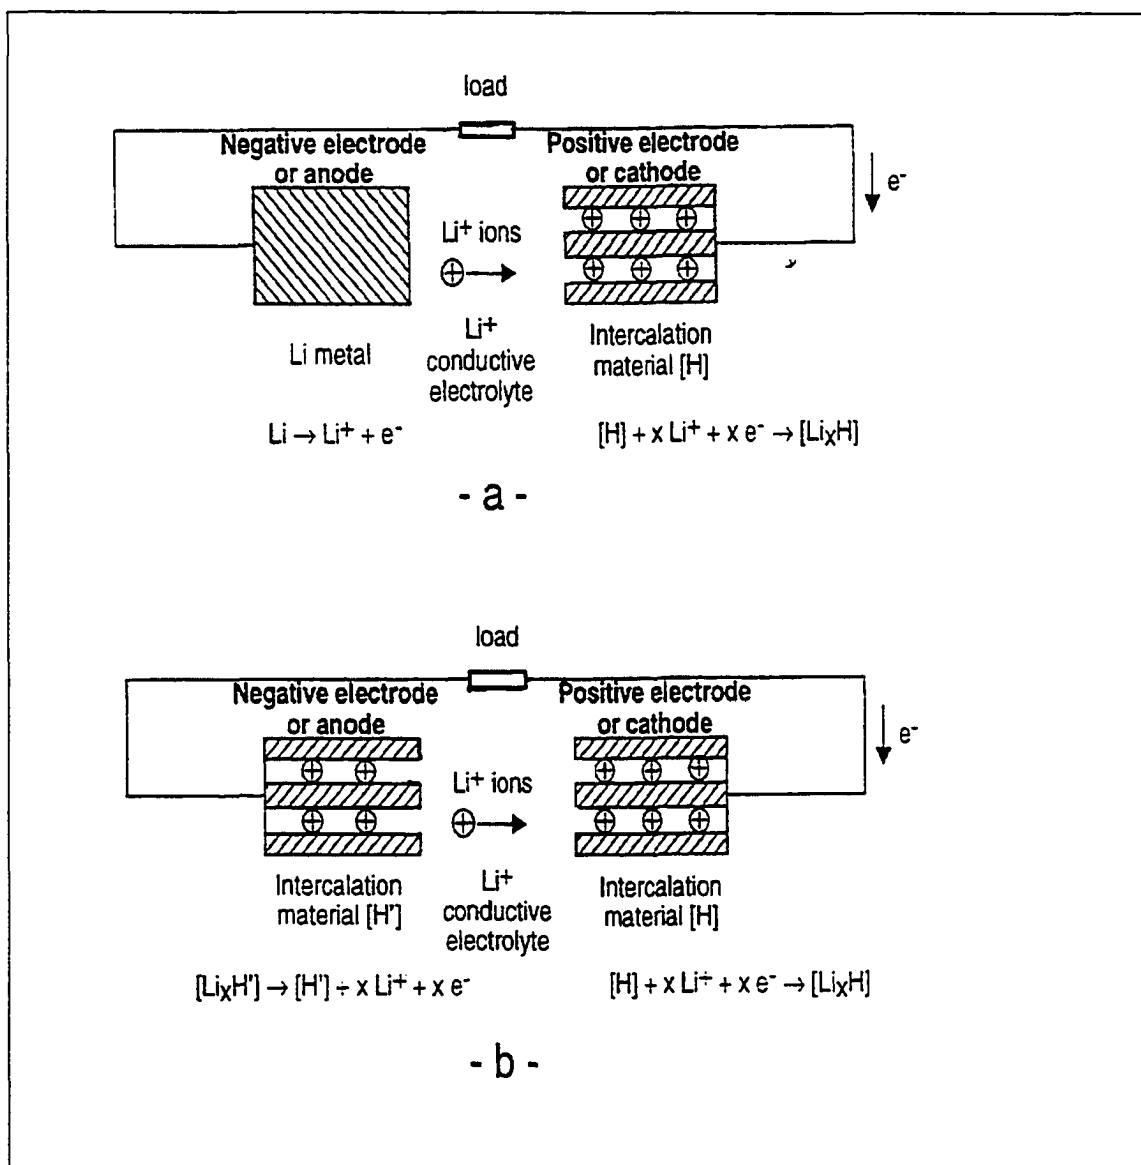 load
Negative electrode
or anode
Positive electrode
or cathode
e-
Li+ ions
Li+
conductive
electrolyte
Li metal
Intercalation
material [H]
Li → Li+ + e-
[H] + x Li+ + x e- → [LixH]
- a -
load
Negative electrode
or anode
Positive electrode
or cathode
e-
Li+ ions
Li+
conductive
electrolyte
Intercalation
material [H']
Intercalation
material [H]
[LixH'] → [H'] + x Li+ + x e-
[H] + x Li+ + x e- → [LixH]
- b -